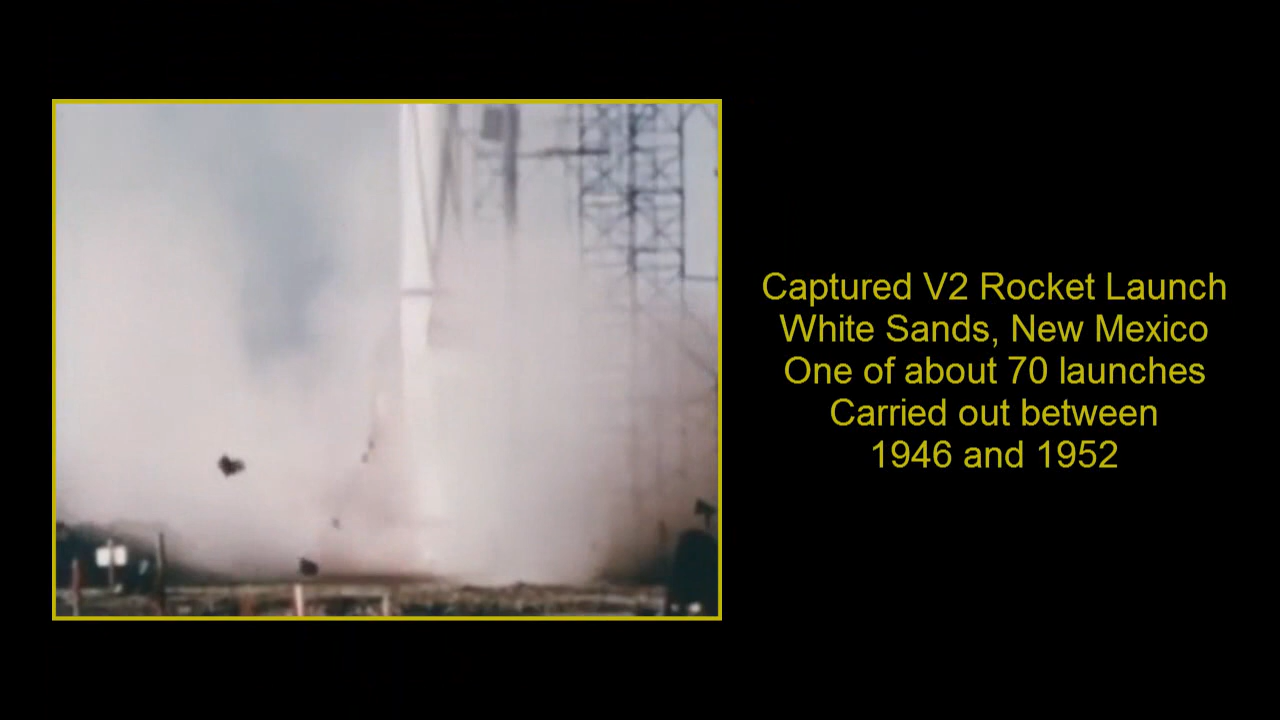 Captured V2 Rocket Launch
White Sands, New Mexico
One of about 70 launches
Carried out between
1946 and 1952